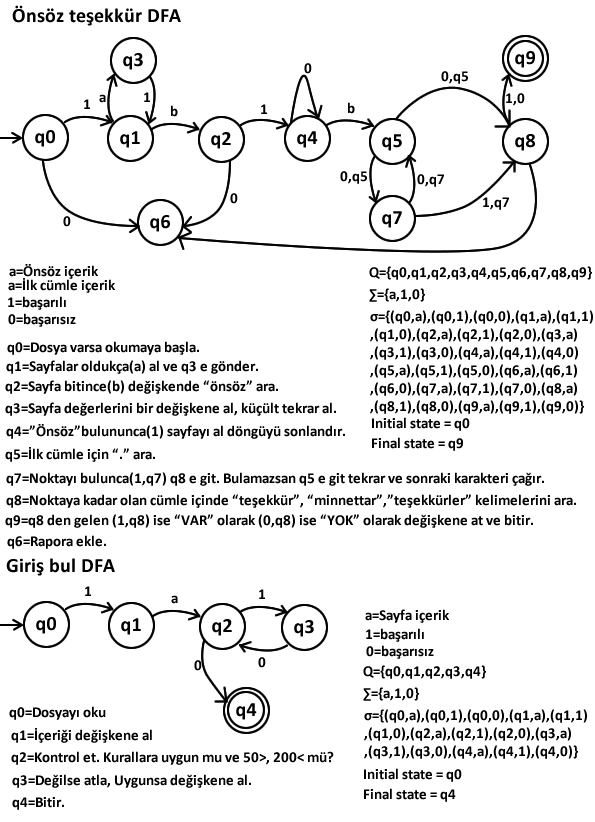 Önsöz teşekkür DFA
q3
q9
0
0,q5
a
1
1,0
1
b
1
b
q0
q1
q2
q4
q5
q8
0,q5
0,q7
0
0
q6
q7
1,q7
a=Önsöz içerik
a=İlk cümle içerik
1=başarılı
0=başarısız
q0=Dosya varsa okumaya başla.
q1=Sayfalar oldukça(a) al ve q3 e gönder.
q2=Sayfa bitince(b) değişkende “önsöz” ara.
q3=Sayfa değerlerini bir değişkene al, küçült tekrar al.
q4=”Önsöz”bulununca(1) sayfayı al döngüyü sonlandır.
q5=İlk cümle için “.” ara.
Q={q0,q1,q2,q3,q4,q5,q6,q7,q8,q9}
∑={a,1,0}
σ={(q0,a),(q0,1),(q0,0),(q1,a),(q1,1)
,(q1,0),(q2,a),(q2,1),(q2,0),(q3,a)
,(q3,1),(q3,0),(q4,a),(q4,1),(q4,0)
,(q5,a),(q5,1),(q5,0),(q6,a),(q6,1)
,(q6,0),(q7,a),(q7,1),(q7,0),(q8,a)
,(q8,1),(q8,0),(q9,a),(q9,1),(q9,0)}
Initial state = q0
Final state = q9
q7=Noktayı bulunca(1,q7) q8 e git. Bulamazsan q5 e git tekrar ve sonraki karakteri çağır.
q8=Noktaya kadar olan cümle içinde “teşekkür”, “minnettar”,”teşekkürler” kelimelerini ara.
q9=q8 den gelen (1,q8) ise “VAR” olarak (0,q8) ise “YOK” olarak değişkene at ve bitir.
q6=Rapora ekle.
Giriş bul DFA
1
a
1
q0
q1
q2
q3
0
0
q4
q0=Dosyayı oku
q1=İçeriği değişkene al
q2=Kontrol et. Kurallara uygun mu ve 50>, 200< mü?
q3=Değilse atla, Uygunsa değişkene al.
q4=Bitir.
a=Sayfa içerik
1=başarılı
0=başarısız
Q={q0,q1,q2,q3,q4}
∑={a,1,0}
σ={(q0,a),(q0,1),(q0,0),(q1,a),(q1,1)
,(q1,0),(q2,a),(q2,1),(q2,0),(q3,a)
,(q3,1),(q3,0),(q4,a),(q4,1),(q4,0)}
Initial state = q0
Final state = q4